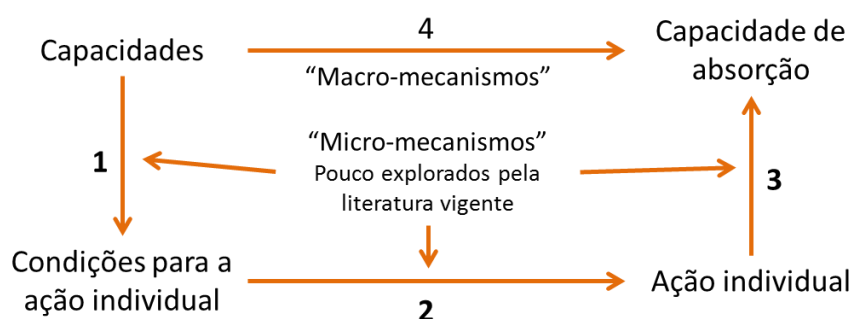 Capacidades
4
Capacidade de
absorção
“Macro-mecanismos”
“Micro-mecanismos”
1
Pouco explorados pela
literatura vigente
3
Condições para a
ação individual
2
Ação individual